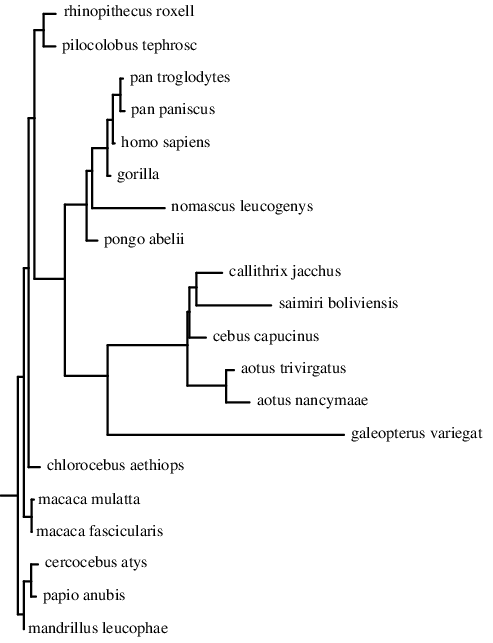 rhinopithecus roxell
pilocolobus tephrosc
pan troglodytes
pan paniscus
homo sapiens
gorilla
nomascus leucogenys
pongo abelii
callithrix jacchus
saimiri boliviensis
cebus capucinus
aotus trivirgatus
aotus nancymaae
galeopterus variegat
chlorocebus aethiops
macaca mulatta
macaca fascicularis
cercocebus atys
papio anubis
mandrillus leucophae